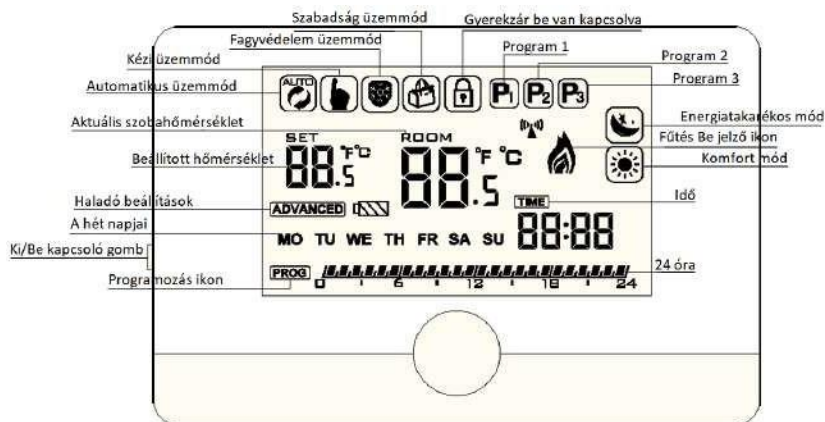 Szabadság üzemmód
Gyerekzár be van kapcsolva
Fagyvédelem üzemmód
Program 1
Kézi üzemmód
Program 2
Automatikus üzemmód
Program 3
AUTO
P1 P2 P3
Aktuális szobahőmérséklet
Energiatakarékos mód
SET
ROOM
Fűtés Be jelző ikon
Beállított hőmérséklet
88.5 °F °C
88.5 °F °C
Komfort mód
Haladó beállítások
ADVANCED
TIME
Idő
A hét napjai
MO TU WE TH FR SA SU 88:88
Ki/Be kapcsoló gomb
PROG
24 óra
Programozás ikon
0 6 12 18 24